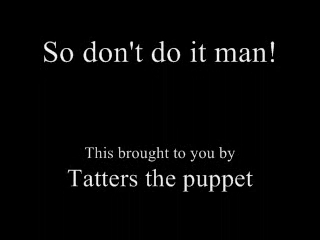 So don't do it man!
This brought to you by
Tatters the puppet